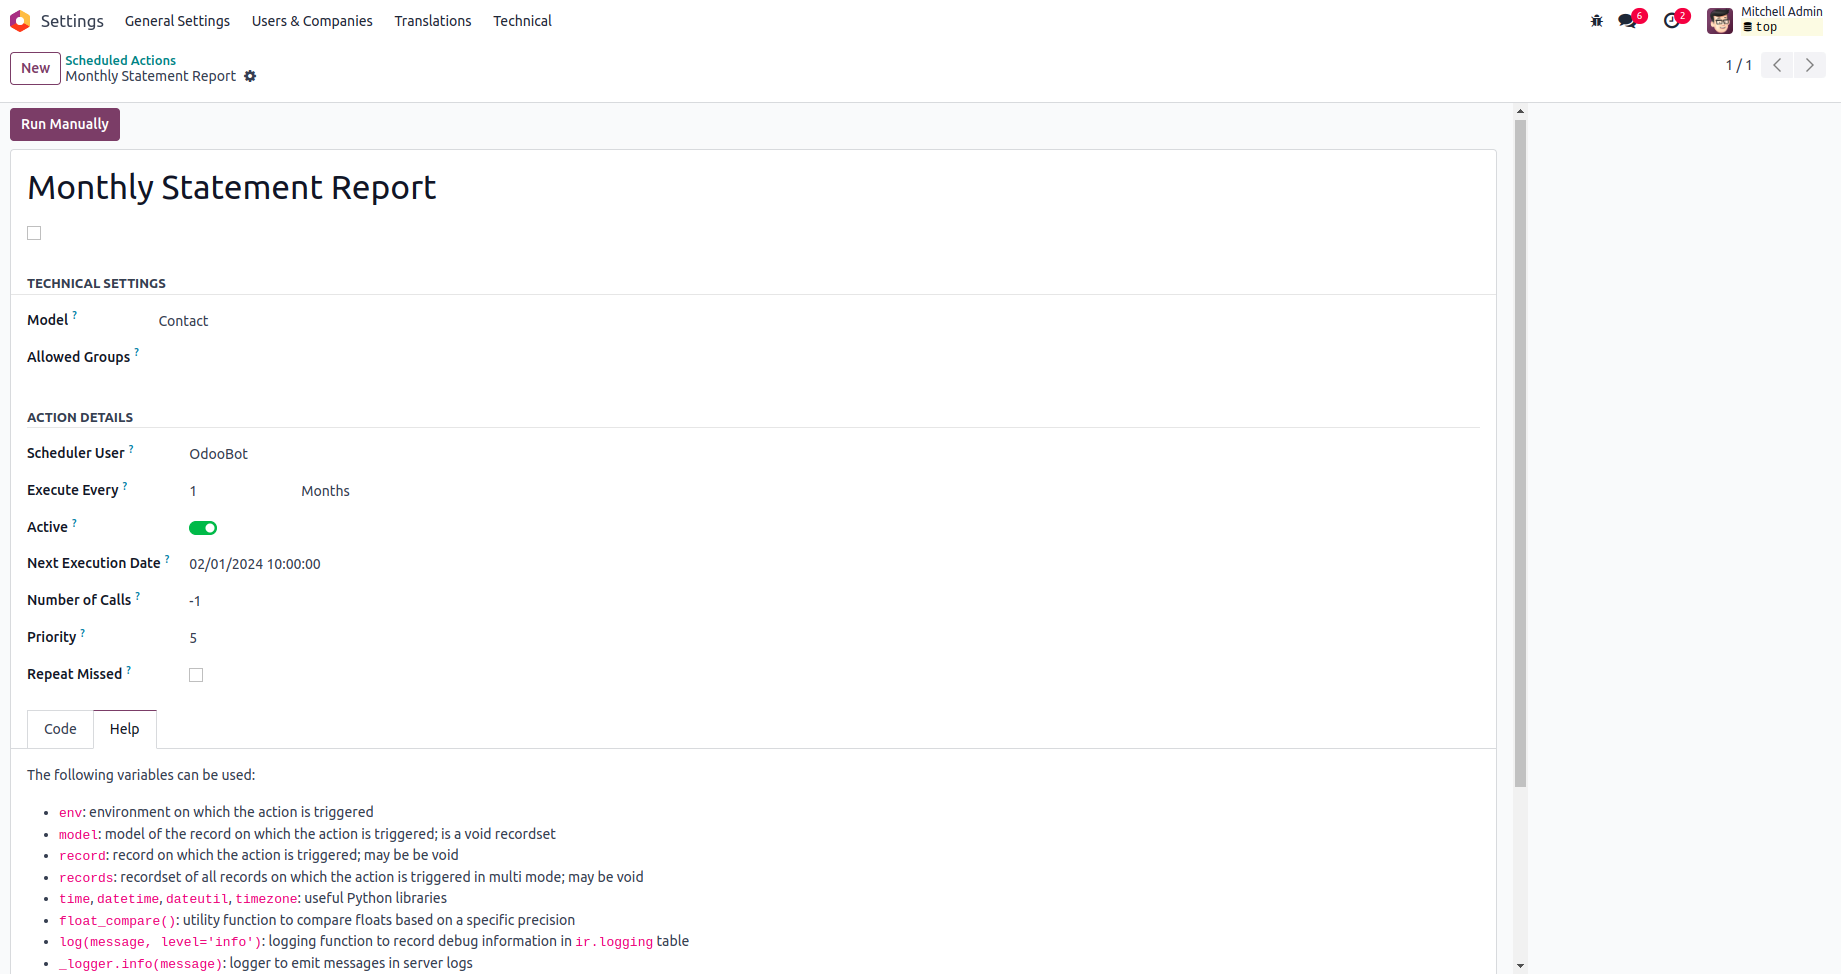 Settings General Settings Users & Companies Translations Technical 6 2 Mitchell Admin
top
New Scheduled Actions
Monthly Statement Report 1 / 1
Run Manually
Monthly Statement Report
TECHNICAL SETTINGS
Model ? Contact
Allowed Groups ?
ACTION DETAILS
Scheduler User ? OdooBot
Execute Every ? 1 Months
Active ?
Next Execution Date ? 02/01/2024 10:00:00
Number of Calls ? -1
Priority ? 5
Repeat Missed ?
Code Help
The following variables can be used:
• env: environment on which the action is triggered
• model: model of the record on which the action is triggered; is a void recordset
• record: record on which the action is triggered; may be be void
• records: recordset of all records on which the action is triggered in multi mode; may be void
• time, datetime, dateutil, timezone: useful Python libraries
• float_compare(): utility function to compare floats based on a specific precision
• log(message, level='info'): logging function to record debug information in ir.logging table
• _logger.info(message): logger to emit messages in server logs